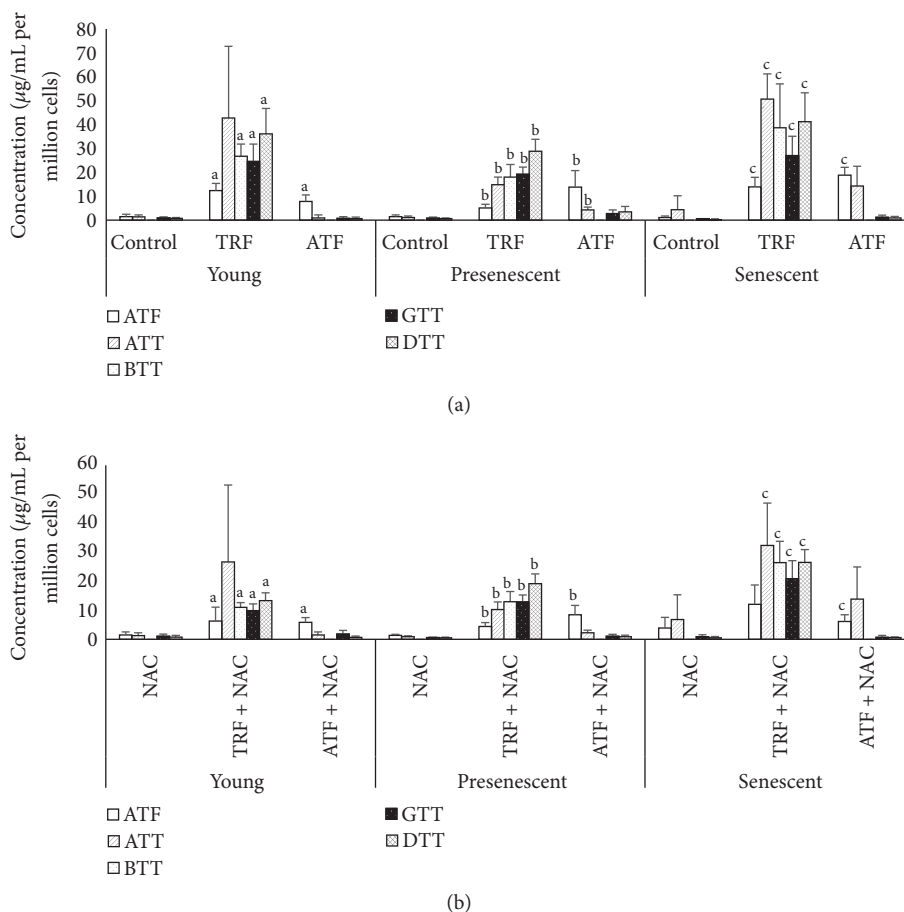 Concentration (μg/mL per
million cells)
80
70
60
50
40
30
20
10
0
a
a
a
a
a
b
b
b
b
b
b
b
c
c
c
c
c
c
Control
TRF
ATF
Control
TRF
ATF
Control
TRF
ATF
Young
Presenescent
Senescent
ATF
ATT
BTT
GTT
DTT
(a)
Concentration (μg/mL per
million cells)
60
50
40
30
20
10
0
a
a
a
a
a
b
b
b
b
b
b
c
c
c
c
c
NAC
TRF + NAC
ATF + NAC
NAC
TRF + NAC
ATF + NAC
NAC
TRF + NAC
ATF + NAC
Young
Presenescent
Senescent
ATF
ATT
BTT
GTT
DTT
(b)